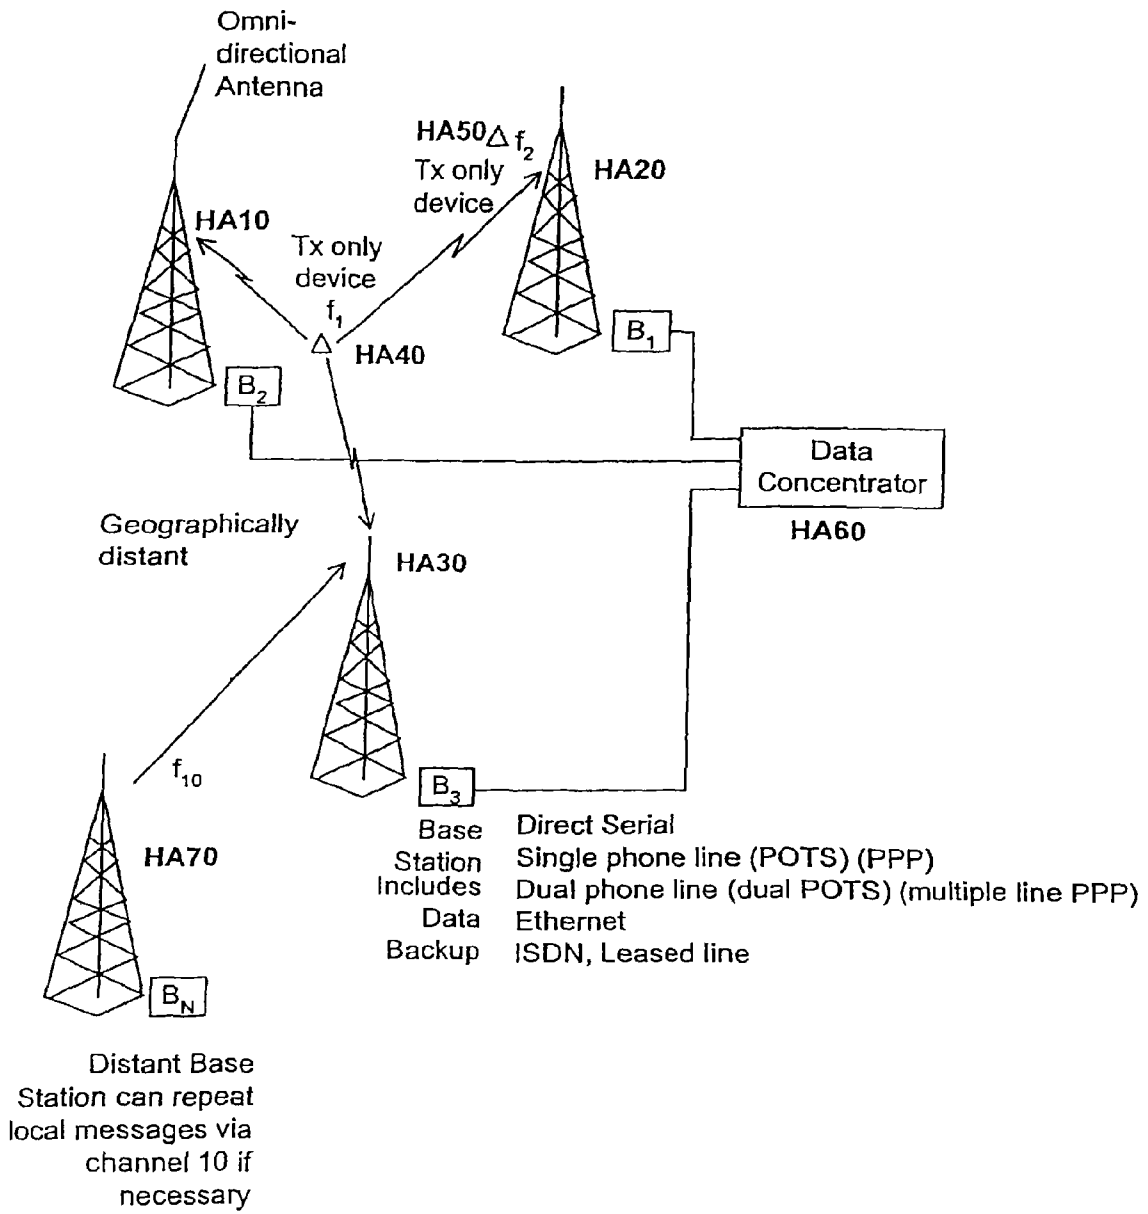 Omni-
directional
Antenna
HA50 f2
Tx only
device
HA20
HA10
Tx only
device
f1
HA40
B1
B2
Data
Concentrator
HA60
Geographically
distant
HA30
f10
B3
HA70
Base
Station
Includes
Data
Backup
Direct Serial
Single phone line (POTS) (PPP)
Dual phone line (dual POTS) (multiple line PPP)
Ethernet
ISDN, Leased line
BN
Distant Base
Station can repeat
local messages via
channel 10 if
necessary